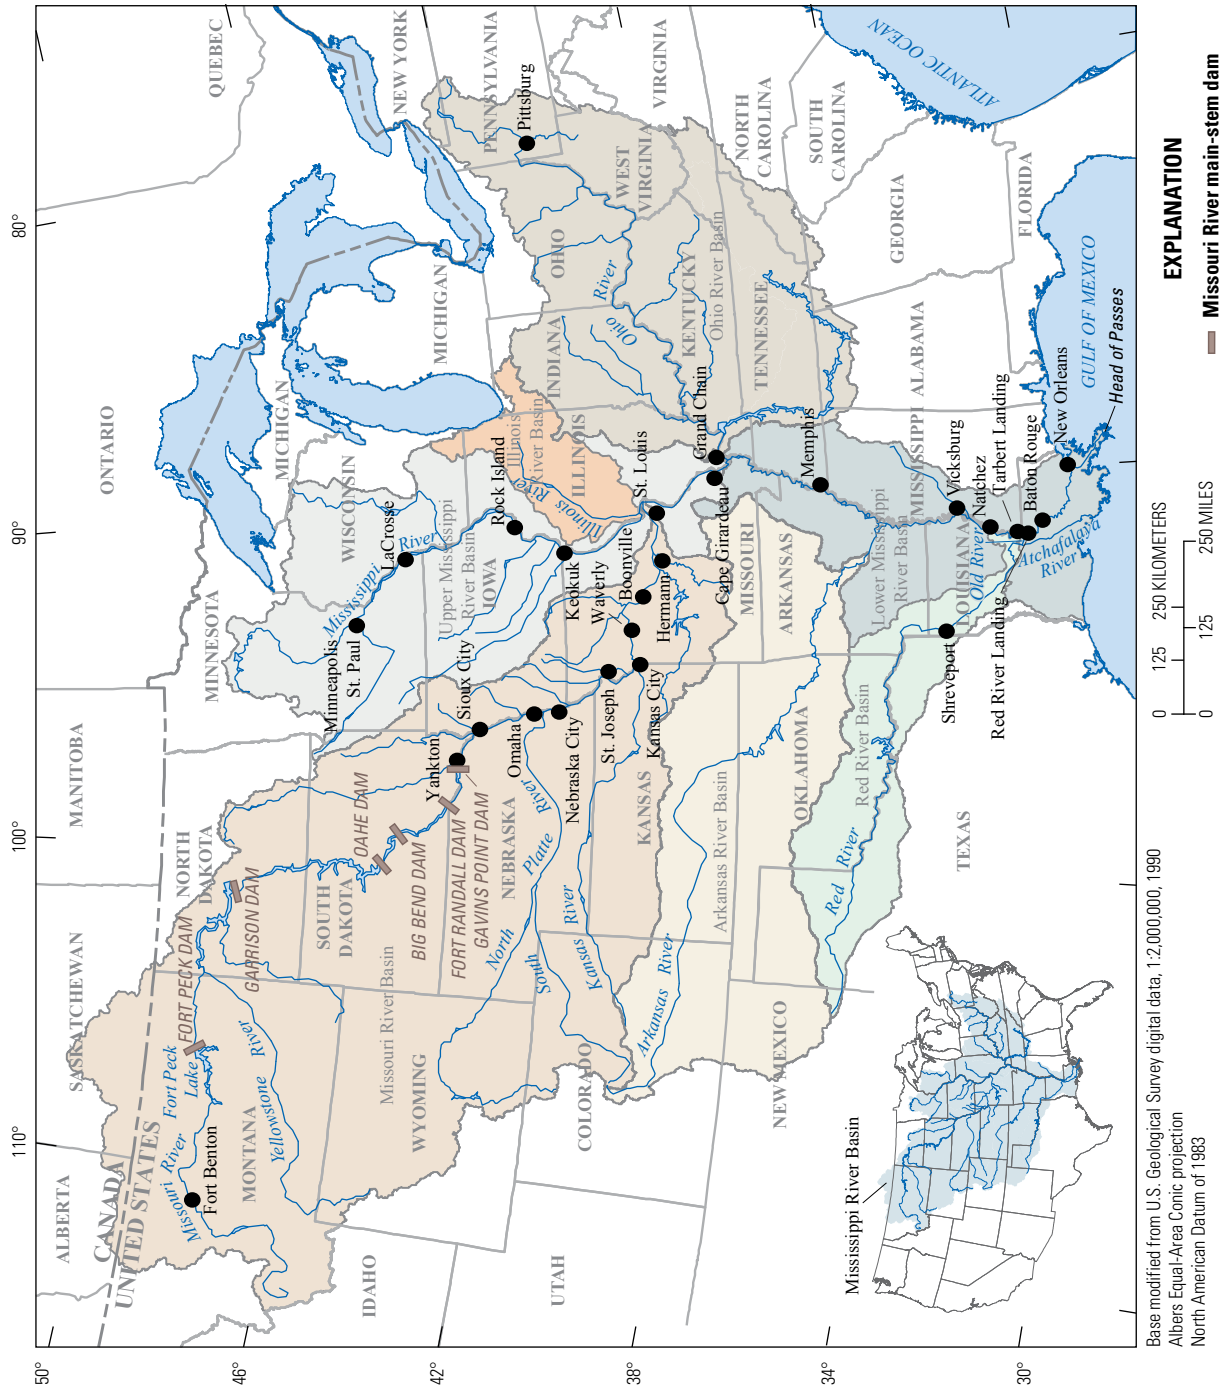 110°
100°
90°
80°
50°
46°
42°
38°
34°
30°
ALBERTA
SASKATCHEWAN
MANITOBA
ONTARIO
QUEBEC
CANADA
UNITED STATES
Missouri River
Fort Benton
Fort Peck
Lake
FORT PECK DAM
MONTANA
Yellowstone
River
GARRISON DAM
NORTH
DAKOTA
SOUTH
DAKOTA
OAHE DAM
BIG BEND DAM
FORT RANDALL DAM
GAVINS POINT DAM
Missouri River Basin
IDAHO
WYOMING
NEBRASKA
UTAH
COLORADO
North
Platte
River
South
Kansas
River
KANSAS
Arkansas River
Arkansas River Basin
NEW MEXICO
OKLAHOMA
Red
River
Red River Basin
TEXAS
MINNESOTA
Minneapolis
St. Paul
Mississippi
River
LaCrosse
WISCONSIN
MICHIGAN
MICHIGAN
Upper Mississippi
River Basin
IOWA
Yankton
Sioux City
Omaha
Nebraska City
St. Joseph
Kansas City
Keokuk
Waverly
Boonville
Hermann
Rock Island
Illinois
River Basin
ILLINOIS
Illinois River
St. Louis
Cape Girardeau
Grand Chain
MISSOURI
ARKANSAS
Memphis
Lower Mississippi
River Basin
INDIANA
OHIO
Ohio
River
KENTUCKY
Ohio River Basin
TENNESSEE
WEST
VIRGINIA
VIRGINIA
PENNSYLVANIA
Pittsburg
NEW YORK
NORTH
CAROLINA
SOUTH
CAROLINA
GEORGIA
FLORIDA
ALABAMA
MISSISSIPPI
LOUISIANA
Old River
Vicksburg
Natchez
Tarbert Landing
Baton Rouge
New Orleans
Head of Passes
Shreveport
Red River Landing
Atchafalaya
River
GULF OF MEXICO
ATLANTIC OCEAN
Mississippi River Basin
0 125 250 KILOMETERS
0 125 250 MILES
Base modified from U.S. Geological Survey digital data, 1:2,000,000, 1990
Albers Equal-Area Conic projection
North American Datum of 1983
EXPLANATION
Missouri River main-stem dam